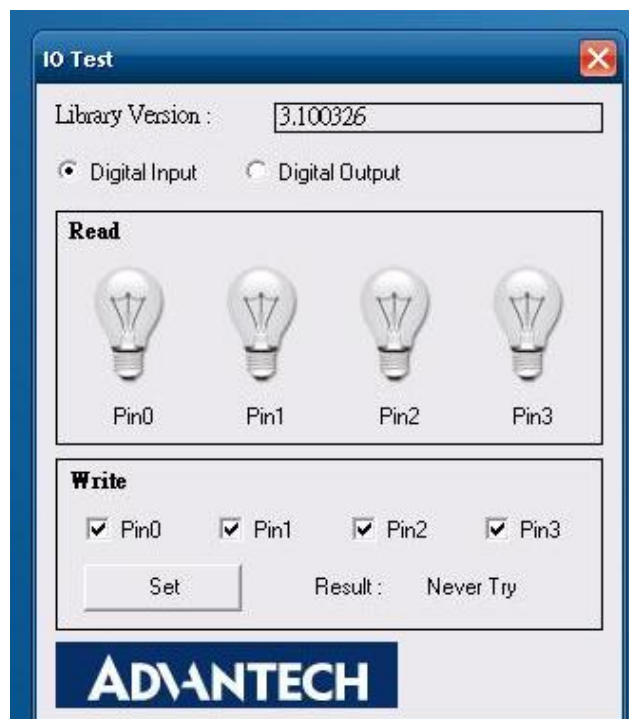 IO Test
Library Version : 3.100326
Digital Input Digital Output
Read
Pin0 Pin1 Pin2 Pin3
Write
Pin0 Pin1 Pin2 Pin3
Set Result : Never Try
ADVANTECH